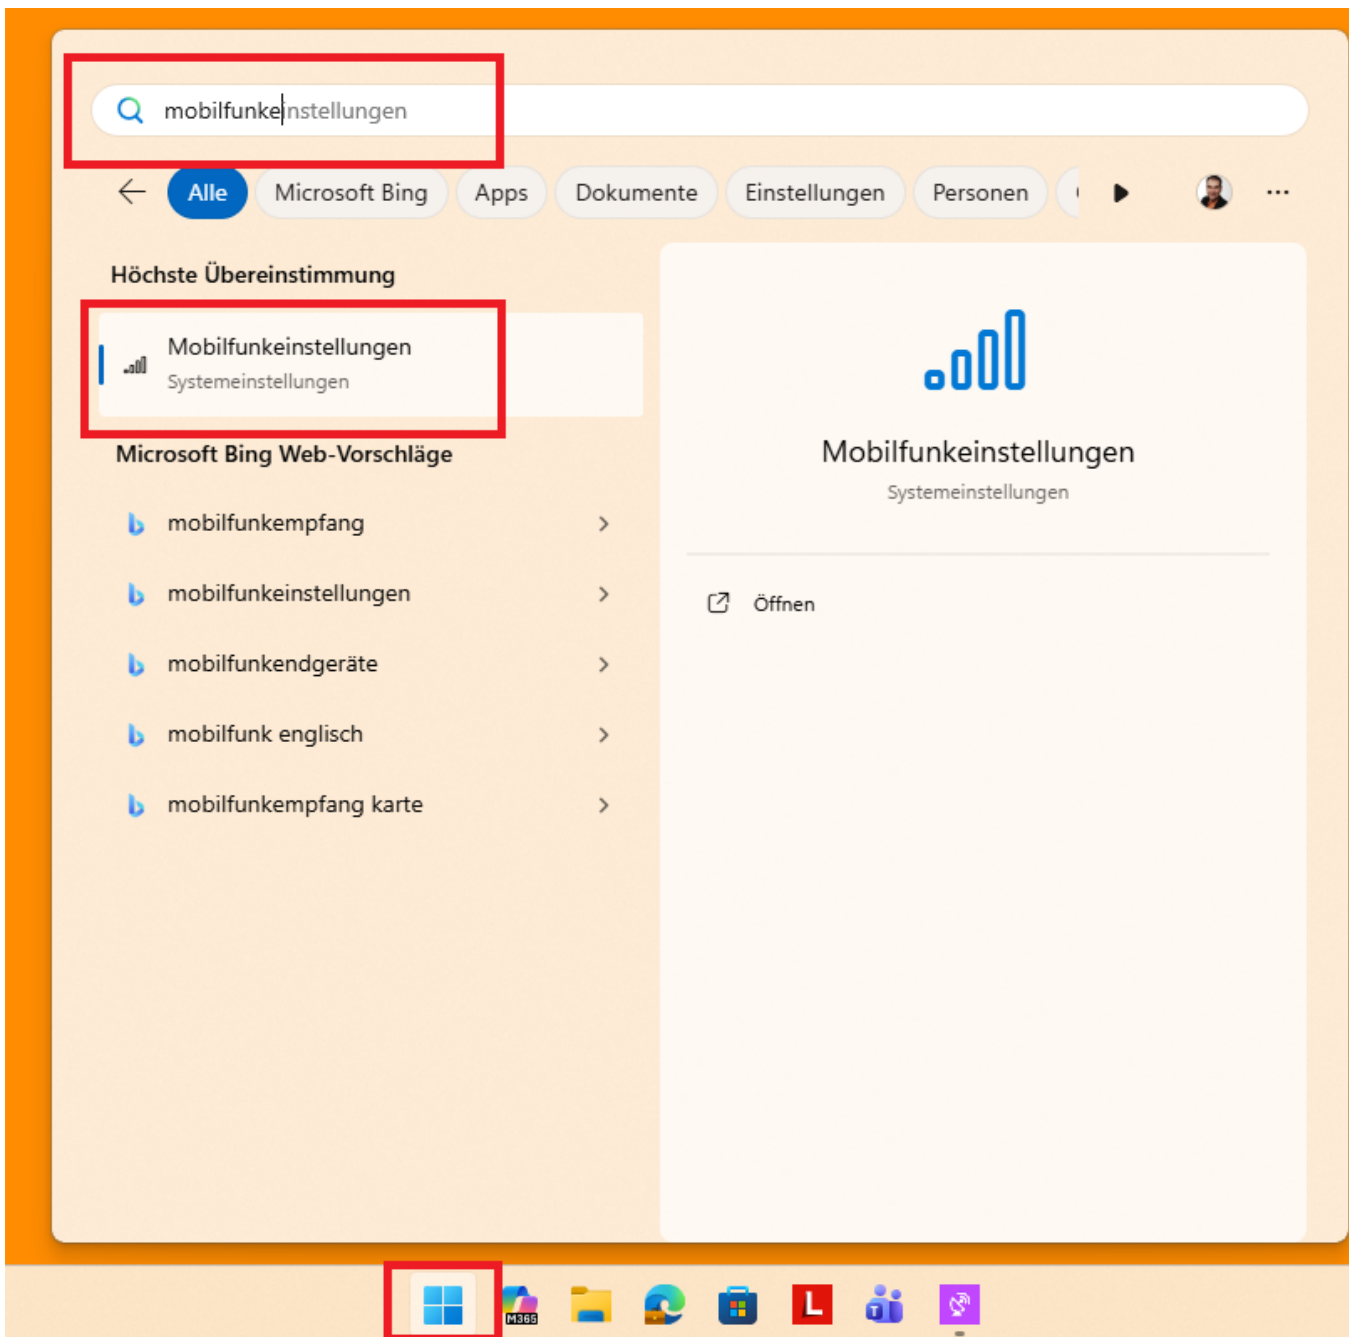 mobilfunkeinstellungen
Alle Microsoft Bing Apps Dokumente Einstellungen Personen
Höchste Übereinstimmung
Mobilfunkeinstellungen
Systemeinstellungen
Microsoft Bing Web-Vorschläge
mobilfunkempfang
mobilfunkeinstellungen
mobilfunkendgeräte
mobilfunk englisch
mobilfunkempfang karte
Mobilfunkeinstellungen
Systemeinstellungen
Öffnen
M365
L
T